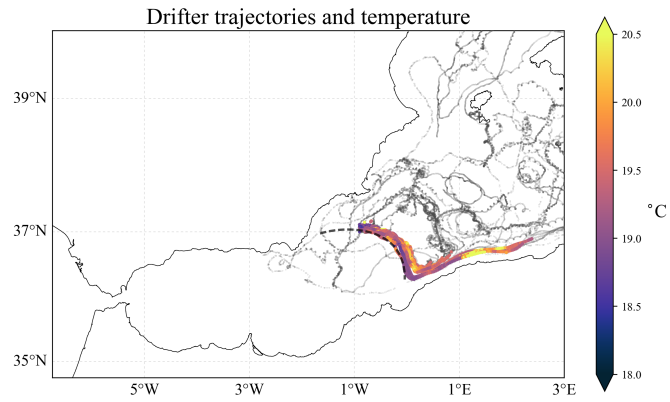 Drifter trajectories and temperature
39°N
37°N
35°N
5°W
3°W
1°W
1°E
3°E
20.5
20.0
19.5
19.0
18.5
18.0
°C